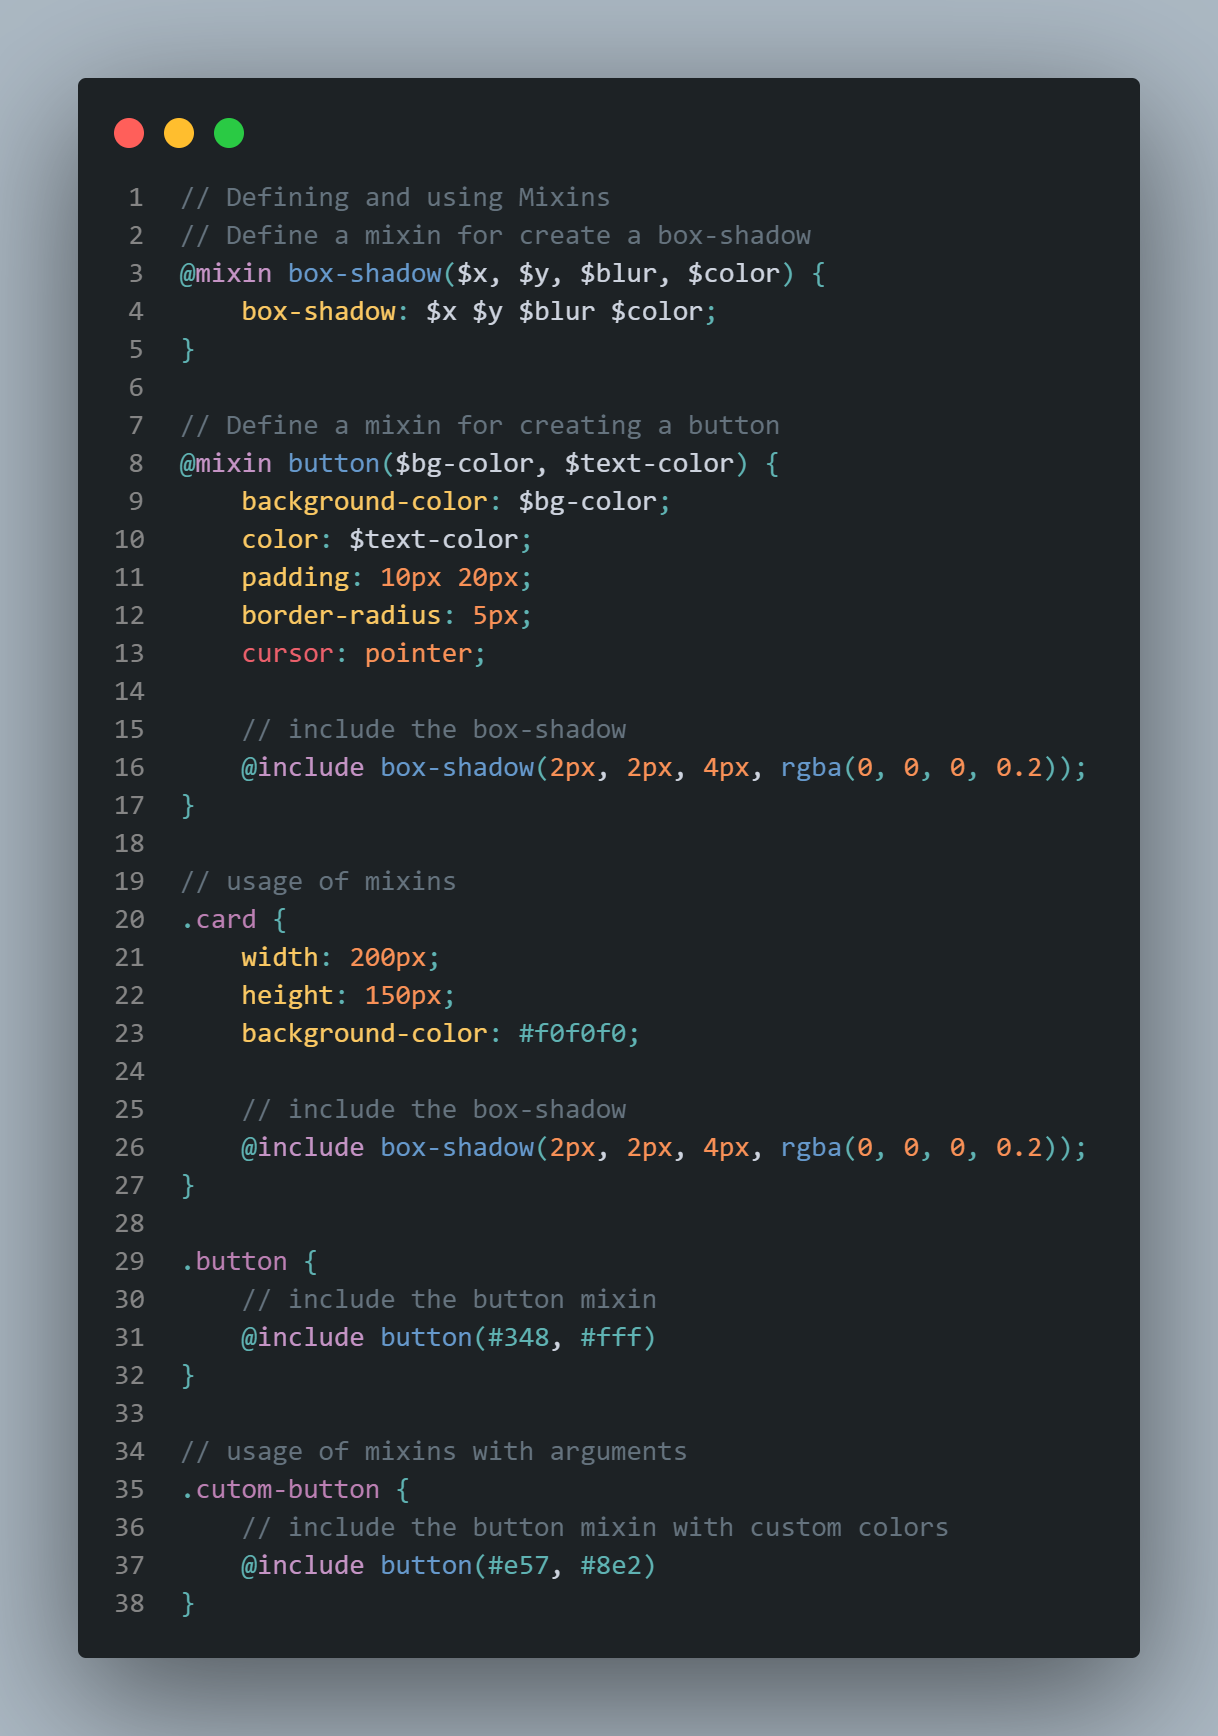 1 // Defining and using Mixins
2 // Define a mixin for create a box-shadow
3 @mixin box-shadow($x, $y, $blur, $color) {
4     box-shadow: $x $y $blur $color;
5 }
6
7 // Define a mixin for creating a button
8 @mixin button($bg-color, $text-color) {
9     background-color: $bg-color;
10     color: $text-color;
11     padding: 10px 20px;
12     border-radius: 5px;
13     cursor: pointer;
14
15     // include the box-shadow
16     @include box-shadow(2px, 2px, 4px, rgba(0, 0, 0, 0.2));
17 }
18
19 // usage of mixins
20 .card {
21     width: 200px;
22     height: 150px;
23     background-color: #f0f0f0;
24
25     // include the box-shadow
26     @include box-shadow(2px, 2px, 4px, rgba(0, 0, 0, 0.2));
27 }
28
29 .button {
30     // include the button mixin
31     @include button(#348, #fff)
32 }
33
34 // usage of mixins with arguments
35 .cutom-button {
36     // include the button mixin with custom colors
37     @include button(#e57, #8e2)
38 }